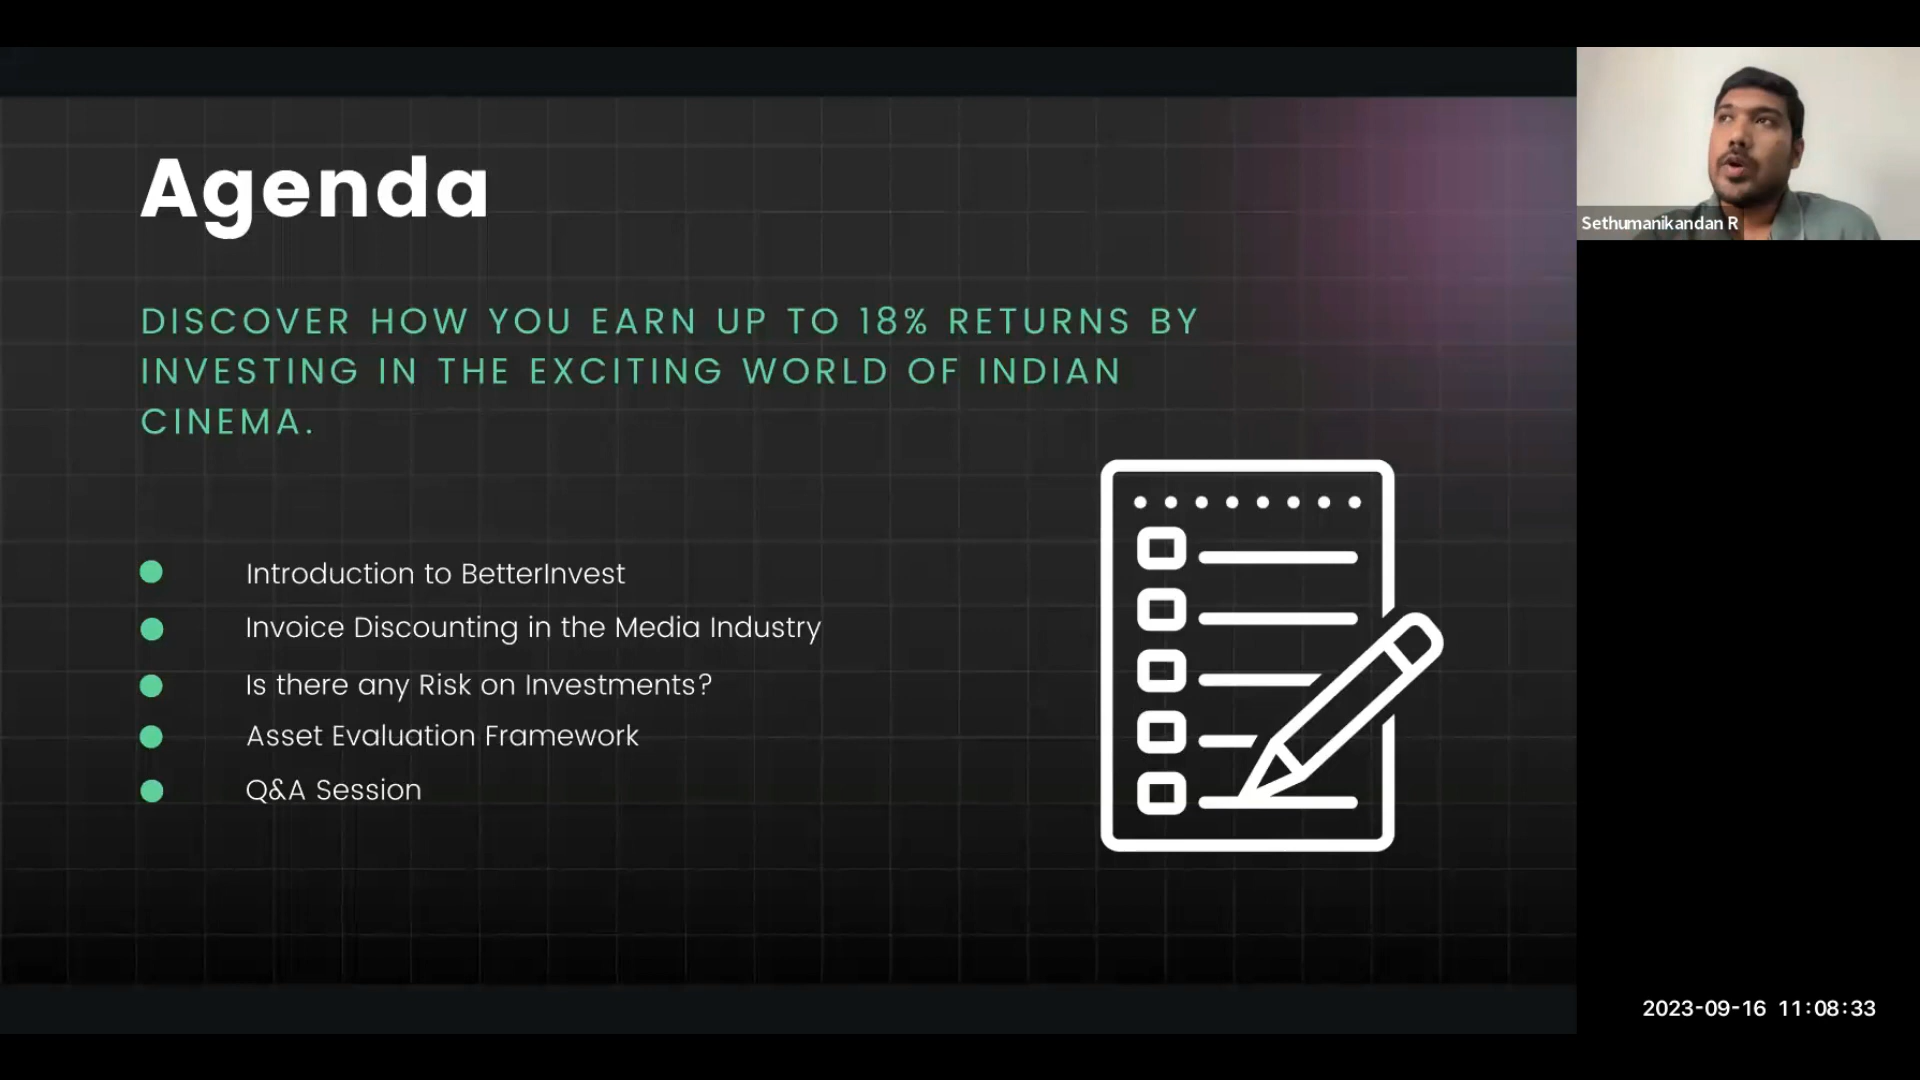 Agenda
DISCOVER HOW YOU EARN UP TO 18% RETURNS BY
INVESTING IN THE EXCITING WORLD OF INDIAN
CINEMA.
Introduction to BetterInvest
Invoice Discounting in the Media Industry
Is there any Risk on Investments?
Asset Evaluation Framework
Q&A Session
Sethumanikandan R
2023-09-16 11:08:33